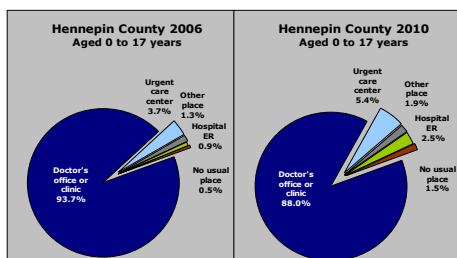 Hennepin County 2006
Aged 0 to 17 years
Urgent
care
center
3.7%
Other
place
1.3%
Hospital
ER
0.9%
No usual
place
0.5%
Doctor's
office or
clinic
93.7%
Hennepin County 2010
Aged 0 to 17 years
Urgent
care
center
5.4%
Other
place
1.9%
Hospital
ER
2.5%
No usual
place
1.5%
Doctor's
office or
clinic
88.0%